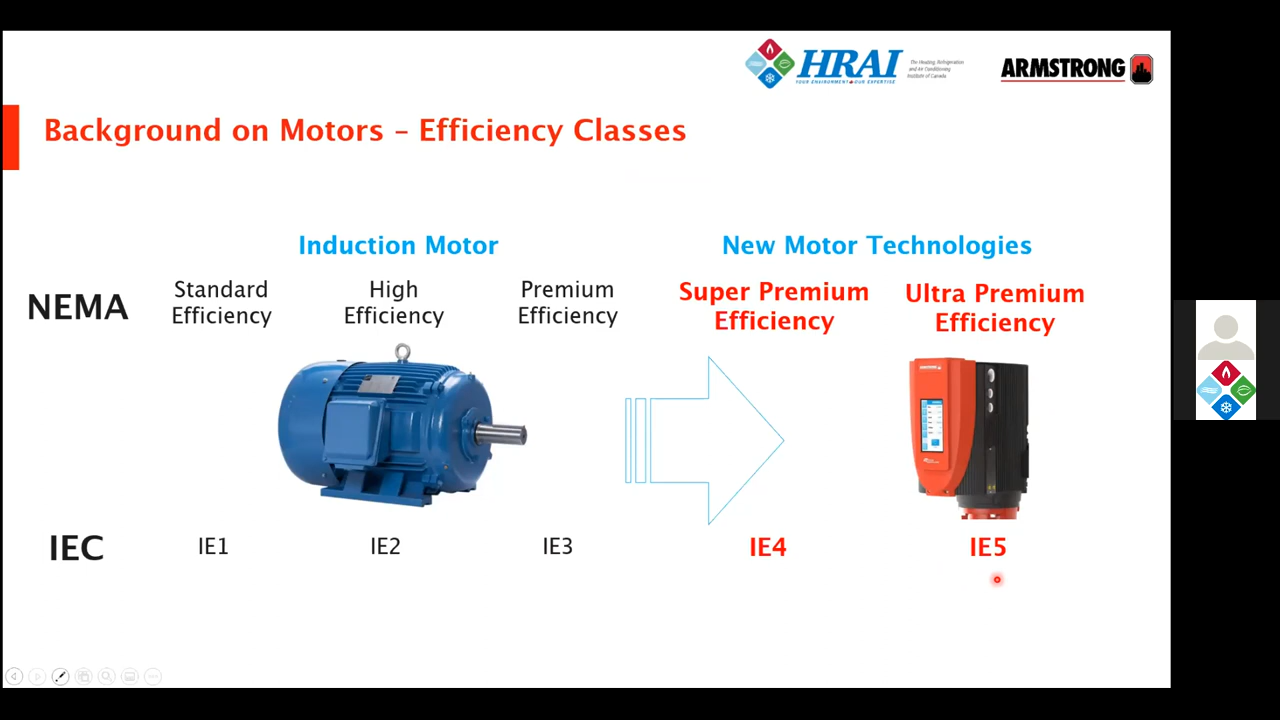 HRAI
YOUR ENVIRONMENT OUR EXPERTISE
The Heating, Refrigeration
and Air Conditioning
Institute of Canada
ARMSTRONG
Background on Motors – Efficiency Classes
Induction Motor
New Motor Technologies
NEMA
Standard
Efficiency
High
Efficiency
Premium
Efficiency
Super Premium
Efficiency
Ultra Premium
Efficiency
IEC
IE1
IE2
IE3
IE4
IE5